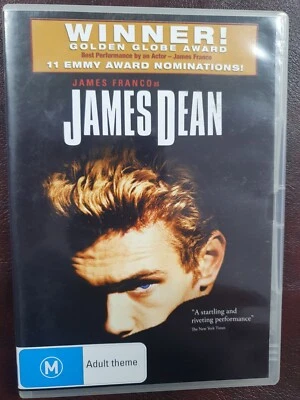 WINNER!
GOLDEN GLOBE AWARD
Best Performance by an Actor - James Franco
11 EMMY AWARD NOMINATIONS!
JAMES FRANCO IS
JAMES DEAN
"A startling and
riveting performance"
The New York Times
M
Adult theme